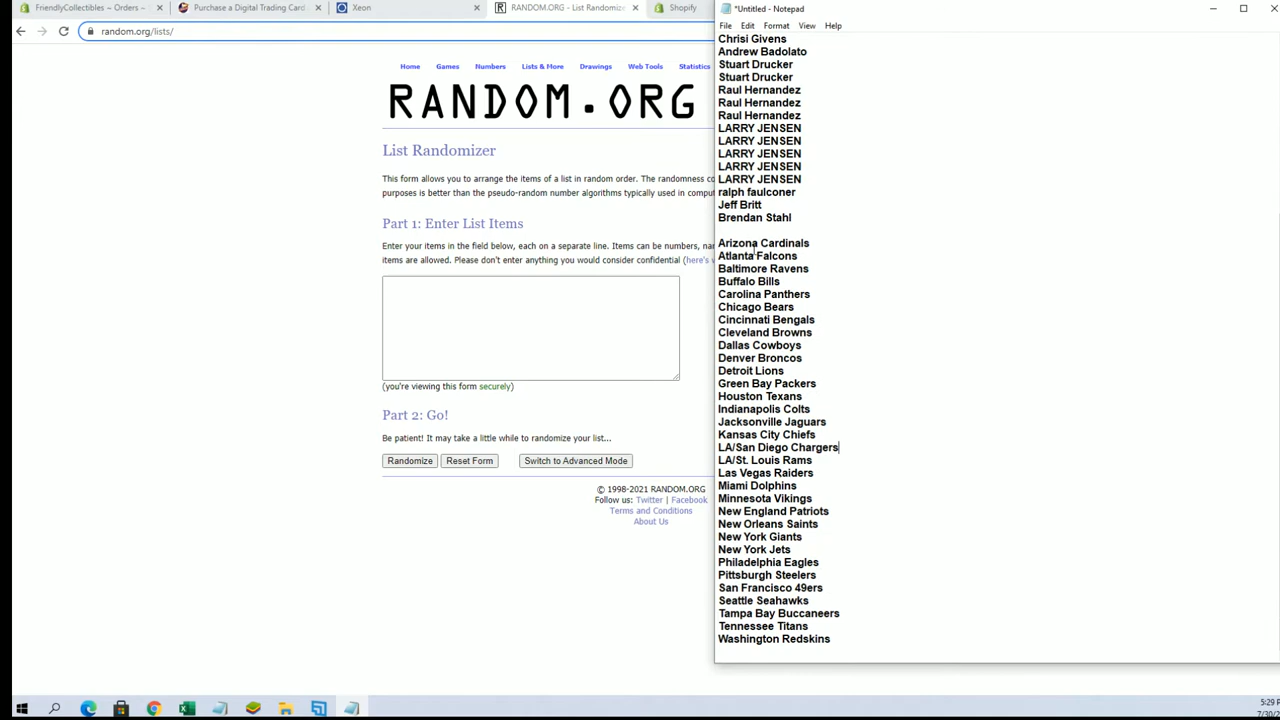 FriendlyCollectibles ~ Orders ~
Purchase a Digital Trading Card
Xeon
RANDOM.ORG - List Randomizer
Shopify
*Untitled - Notepad
random.org/lists/
File Edit Format View Help
Home Games Numbers Lists & More Drawings Web Tools Statistics
RANDOM.ORG
List Randomizer
This form allows you to arrange the items of a list in random order. The randomness co
purposes is better than the pseudo-random number algorithms typically used in comput
Part 1: Enter List Items
Enter your items in the field below, each on a separate line. Items can be numbers, nam
items are allowed. Please don't enter anything you would consider confidential (here's
(you're viewing this form securely)
Part 2: Go!
Be patient! It may take a little while to randomize your list...
Randomize Reset Form Switch to Advanced Mode
© 1998-2021 RANDOM.ORG
Follow us: Twitter | Facebook
Terms and Conditions
About Us
Chrisi Givens
Andrew Badolato
Stuart Drucker
Stuart Drucker
Raul Hernandez
Raul Hernandez
Raul Hernandez
LARRY JENSEN
LARRY JENSEN
LARRY JENSEN
LARRY JENSEN
LARRY JENSEN
ralph faulconer
Jeff Britt
Brendan Stahl
Arizona Cardinals
Atlanta Falcons
Baltimore Ravens
Buffalo Bills
Carolina Panthers
Chicago Bears
Cincinnati Bengals
Cleveland Browns
Dallas Cowboys
Denver Broncos
Detroit Lions
Green Bay Packers
Houston Texans
Indianapolis Colts
Jacksonville Jaguars
Kansas City Chiefs
LA/San Diego Chargers
LA/St. Louis Rams
Las Vegas Raiders
Miami Dolphins
Minnesota Vikings
New England Patriots
New Orleans Saints
New York Giants
New York Jets
Philadelphia Eagles
Pittsburgh Steelers
San Francisco 49ers
Seattle Seahawks
Tampa Bay Buccaneers
Tennessee Titans
Washington Redskins
5:29
7/30/2